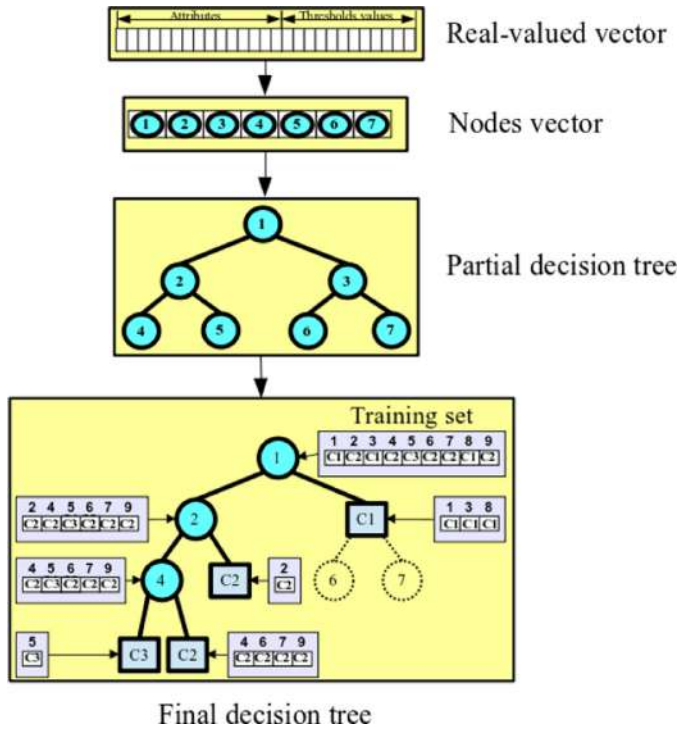 Attributes Thresholds values
Real-valued vector
1 2 3 4 5 6 7
Nodes vector
1
2 3
Partial decision tree
4 5 6 7
Training set
1 2 3 4 5 6 7 8 9
C1 C2 C1 C2 C3 C2 C2 C1 C2
1
2 4 5 6 7 9
C2 C2 C3 C2 C2 C2
2
C1
1 3 8
C1 C1 C1
4 5 6 7 9
C2 C3 C2 C2 C2
4
C2
2
C2
6
7
5
C3
C3
C2
4 6 7 9
C2 C2 C2 C2
Final decision tree